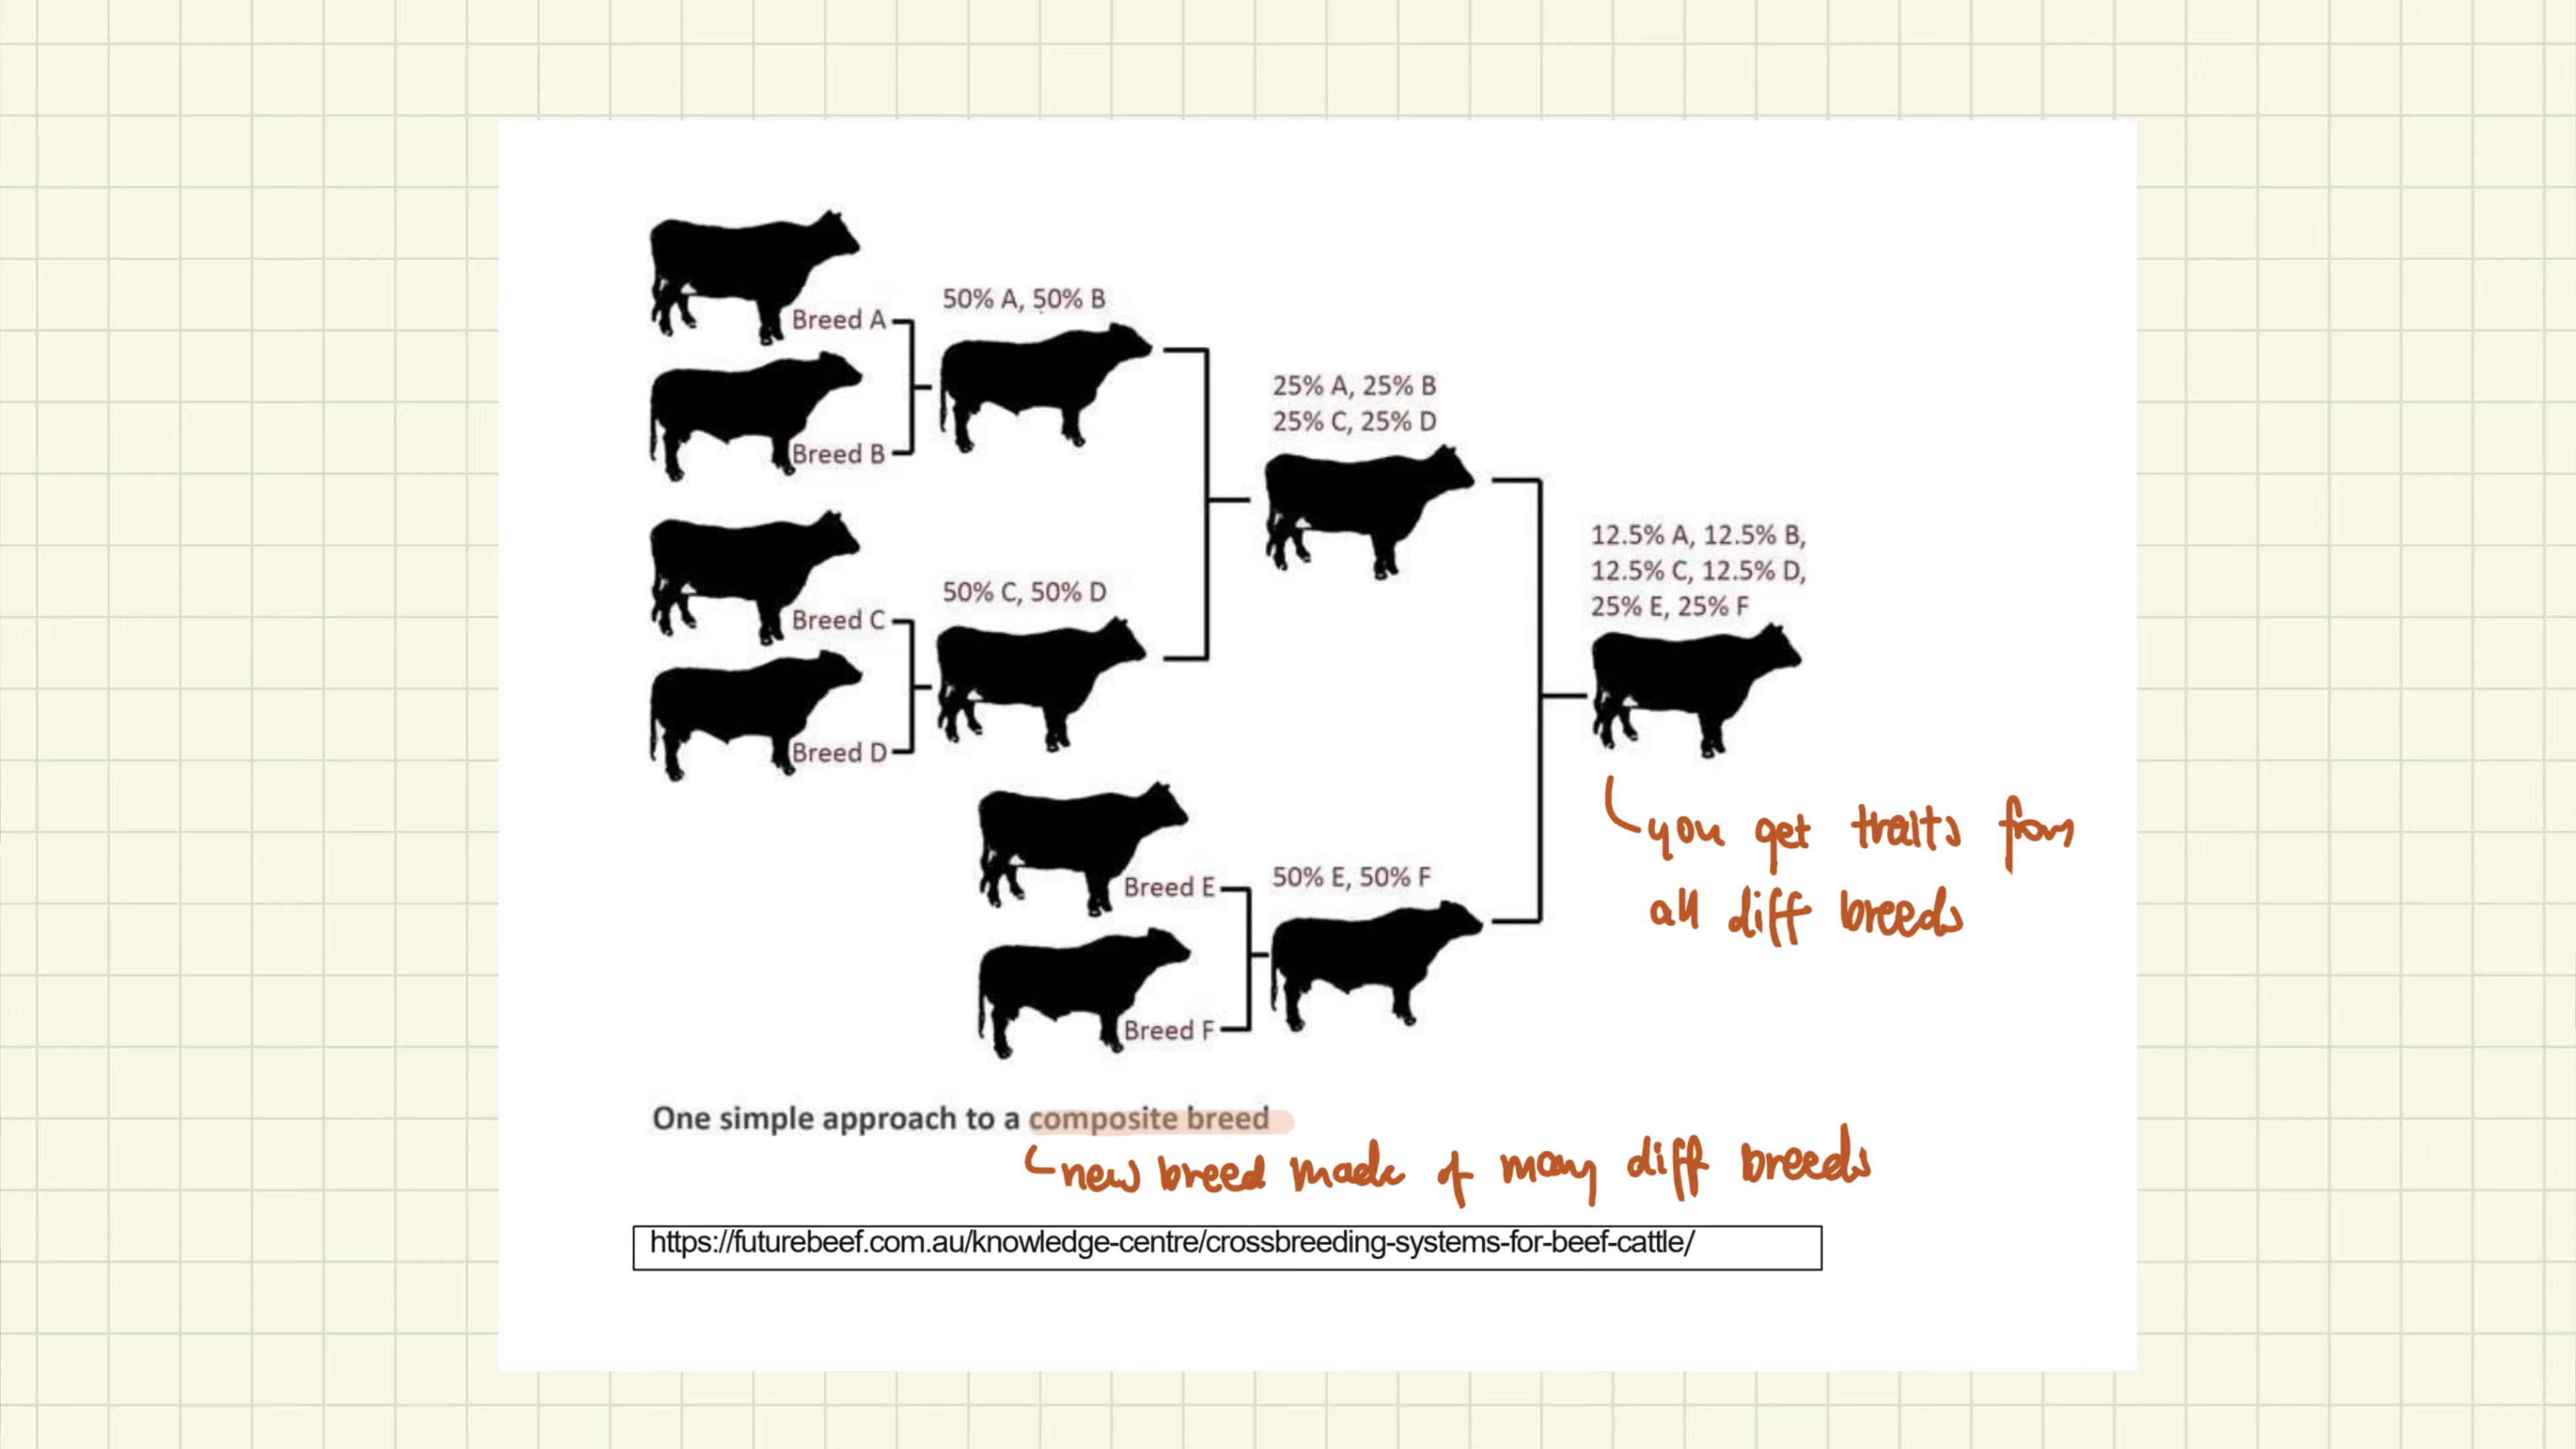 50% A, 50% B
Breed A
Breed B
25% A, 25% B
25% C, 25% D
50% C, 50% D
Breed C
Breed D
12.5% A, 12.5% B,
12.5% C, 12.5% D,
25% E, 25% F
you get traits from
all diff breeds
Breed E
50% E, 50% F
Breed F
One simple approach to a composite breed
new breed made of many diff breeds
https://futurebeef.com.au/knowledge-centre/crossbreeding-systems-for-beef-cattle/